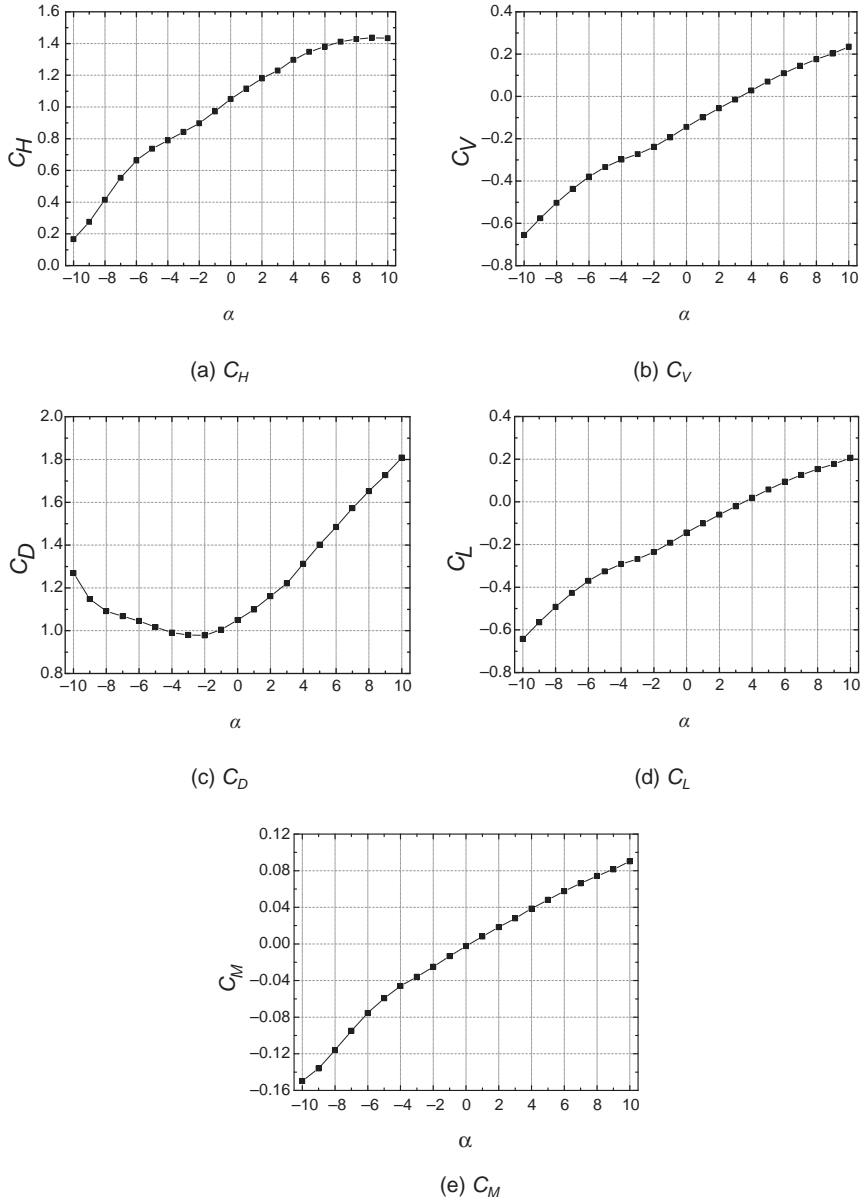 1.6
1.4
1.2
1.0
0.8
0.6
0.4
0.2
0.0
C_H
−10 −8 −6 −4 −2 0 2 4 6 8 10
α
(a) C_H
0.4
0.2
0.0
−0.2
−0.4
−0.6
−0.8
C_V
−10 −8 −6 −4 −2 0 2 4 6 8 10
α
(b) C_V
2.0
1.8
1.6
1.4
1.2
1.0
0.8
C_D
−10 −8 −6 −4 −2 0 2 4 6 8 10
α
(c) C_D
0.4
0.2
0.0
−0.2
−0.4
−0.6
−0.8
C_L
−10 −8 −6 −4 −2 0 2 4 6 8 10
α
(d) C_L
0.12
0.08
0.04
0.00
−0.04
−0.08
−0.12
−0.16
C_M
−10 −8 −6 −4 −2 0 2 4 6 8 10
α
(e) C_M